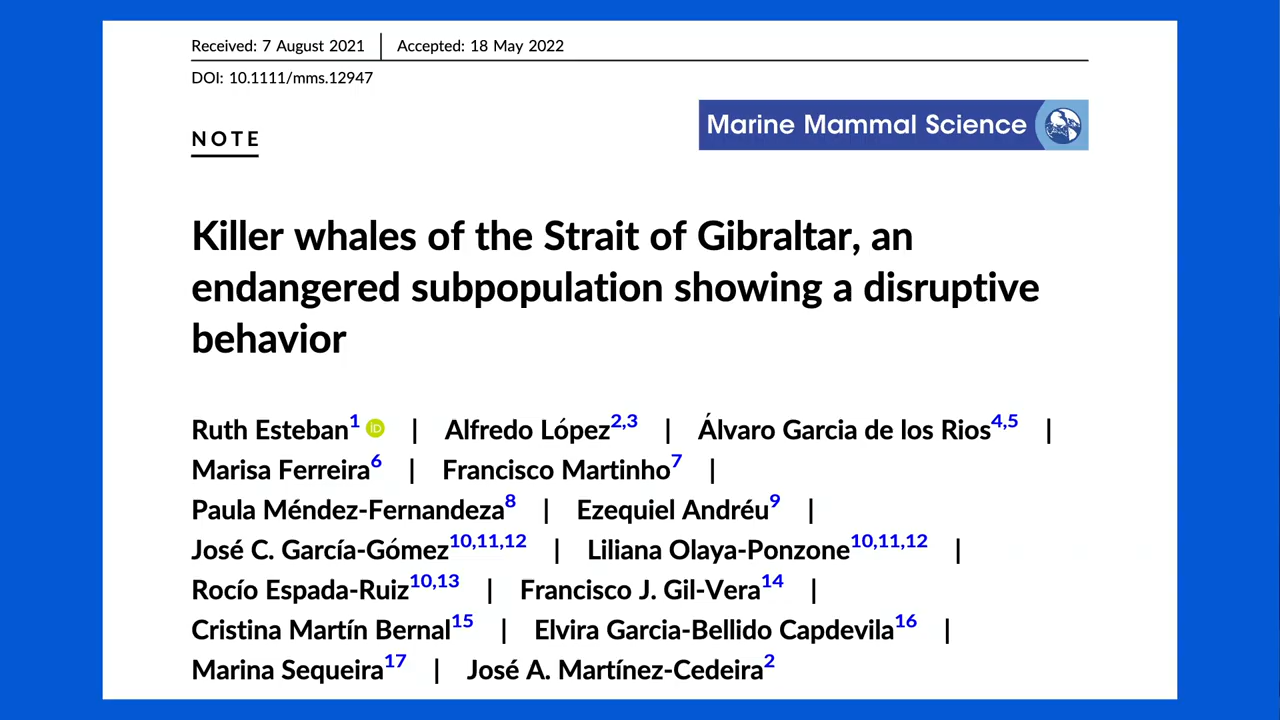 Received: 7 August 2021 | Accepted: 18 May 2022
DOI: 10.1111/mms.12947
NOTE
Marine Mammal Science
Killer whales of the Strait of Gibraltar, an
endangered subpopulation showing a disruptive
behavior
Ruth Esteban1 iD | Alfredo López2,3 | Álvaro Garcia de los Rios4,5 |
Marisa Ferreira6 | Francisco Martinho7 |
Paula Méndez-Fernandeza8 | Ezequiel Andréu9 |
José C. García-Gómez10,11,12 | Liliana Olaya-Ponzone10,11,12 |
Rocío Espada-Ruiz10,13 | Francisco J. Gil-Vera14 |
Cristina Martín Bernal15 | Elvira Garcia-Bellido Capdevila16 |
Marina Sequeira17 | José A. Martínez-Cedeira2